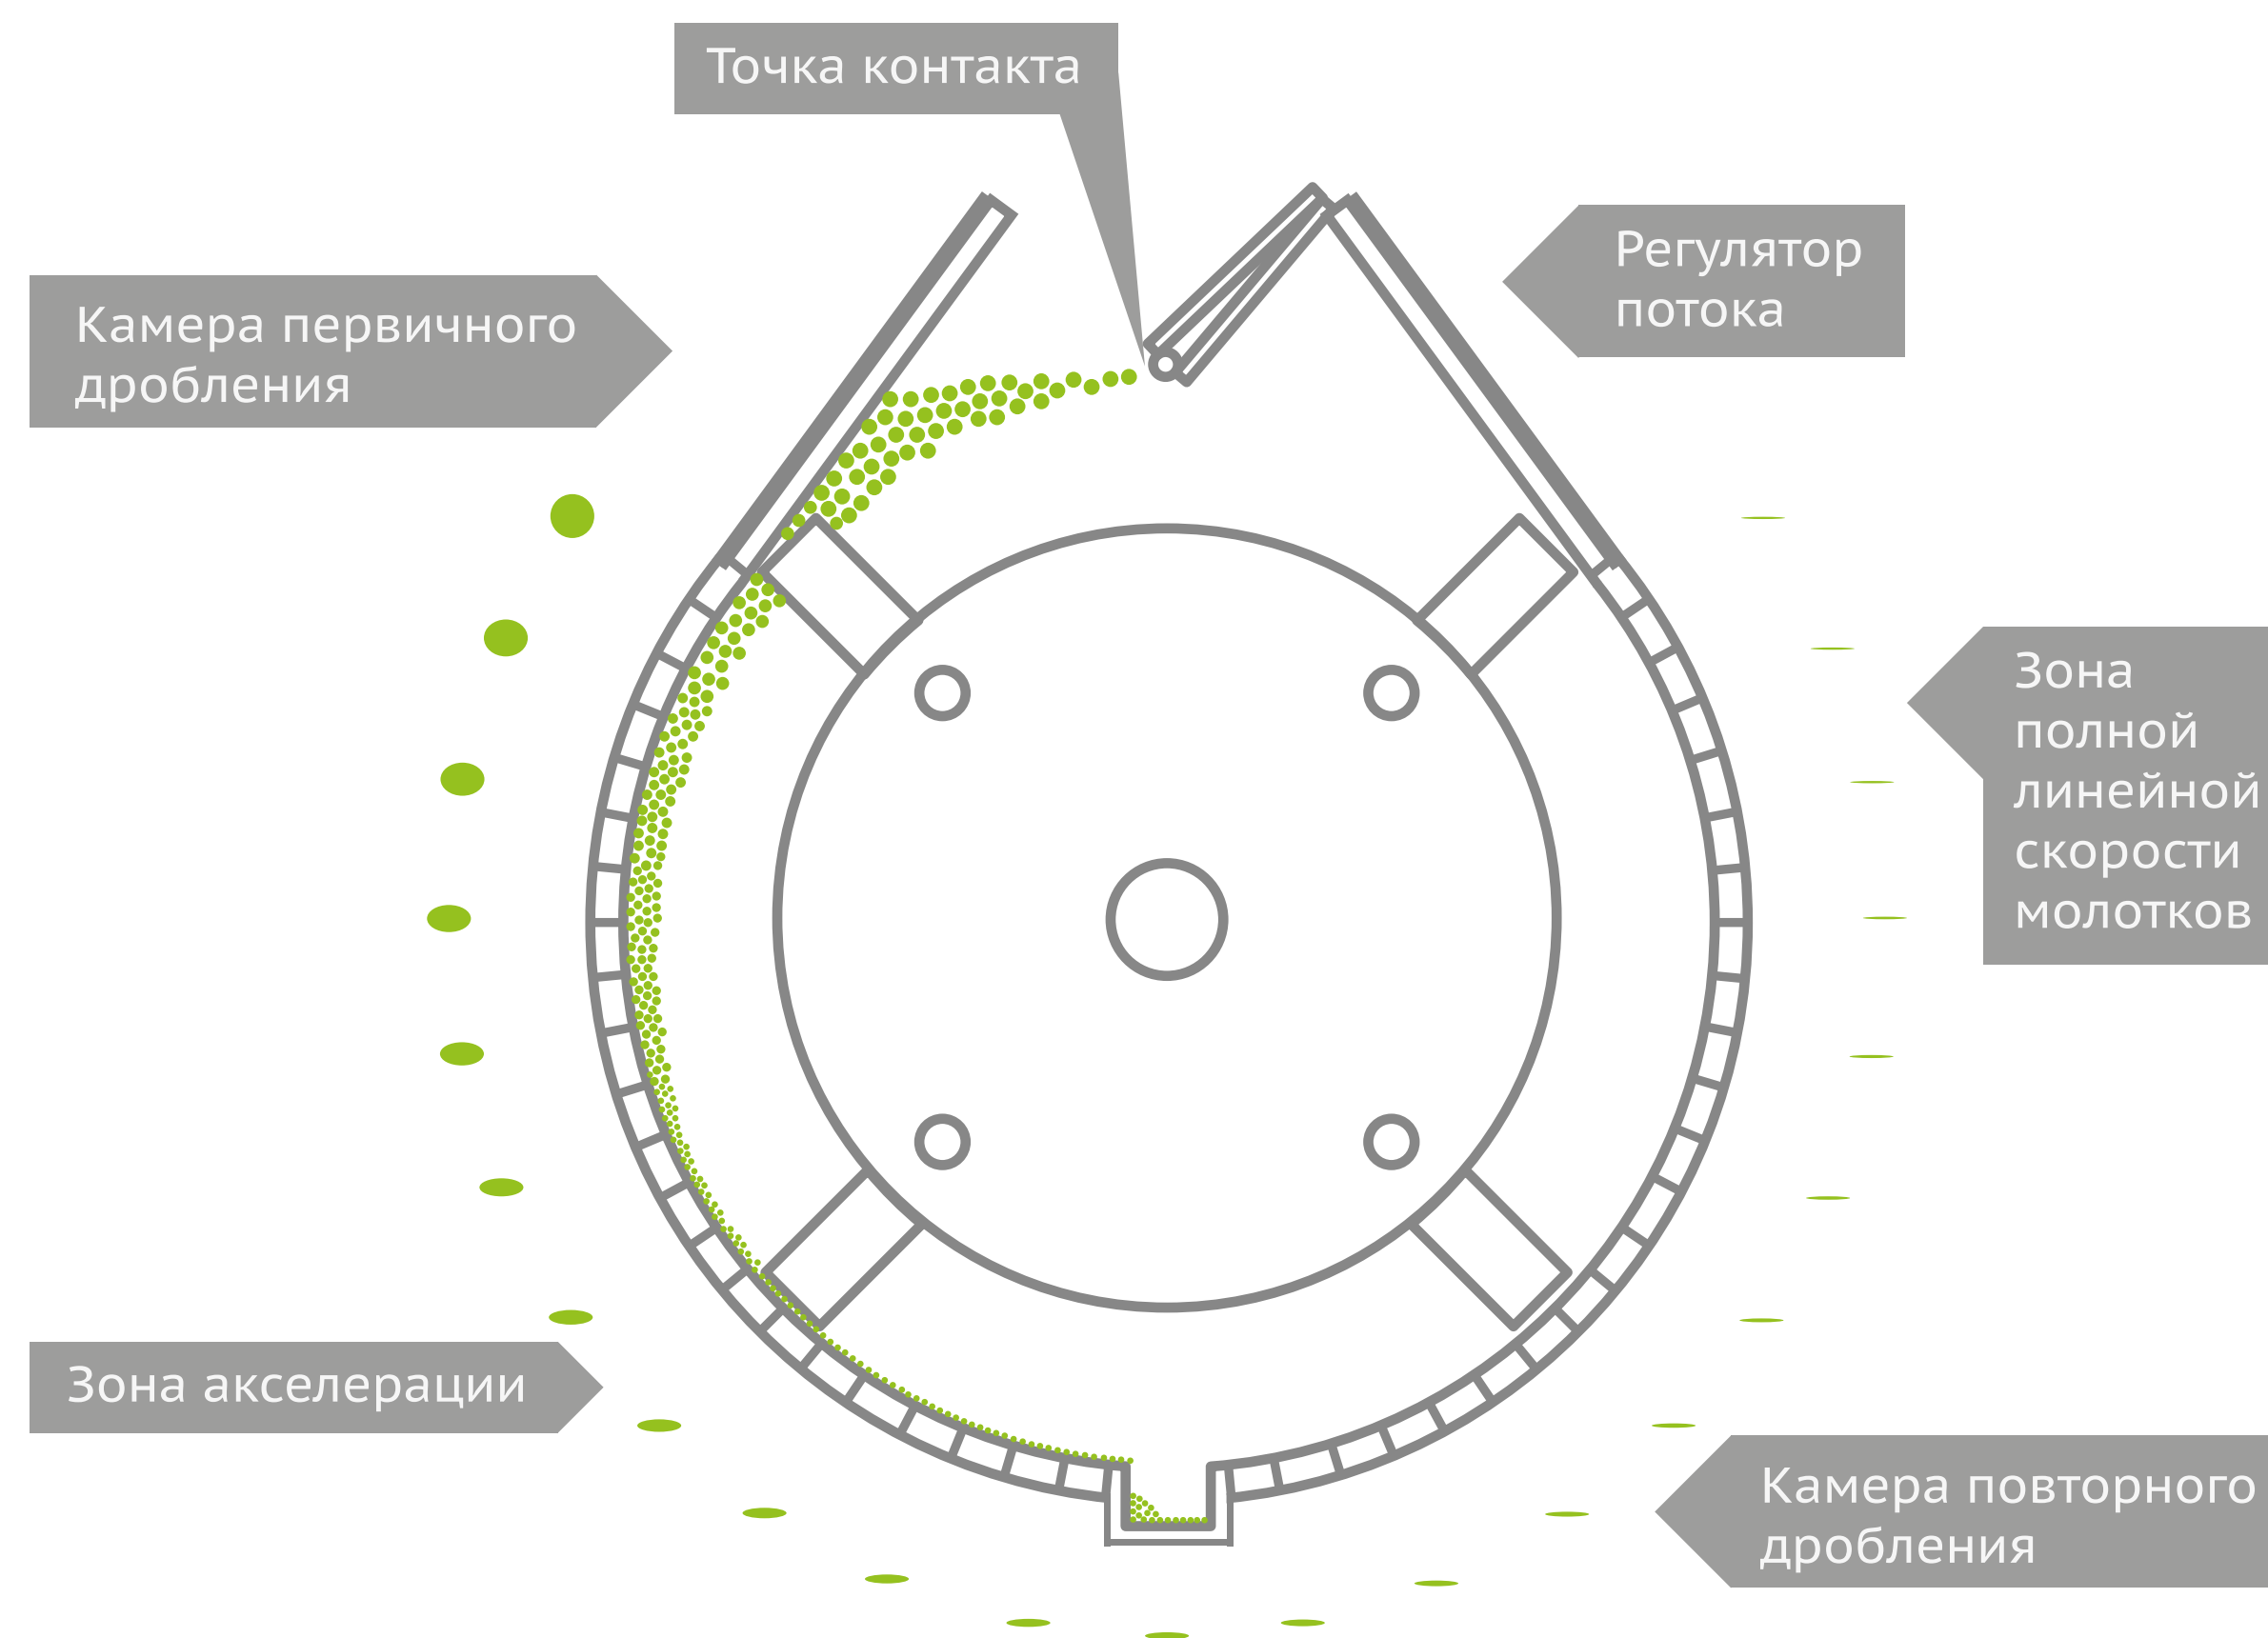 Точка контакта
Регулятор
потока
Камера первичного
дробления
Зона
полной
линейной
скорости
молотков
Зона акселерации
Камера повторного
дробления